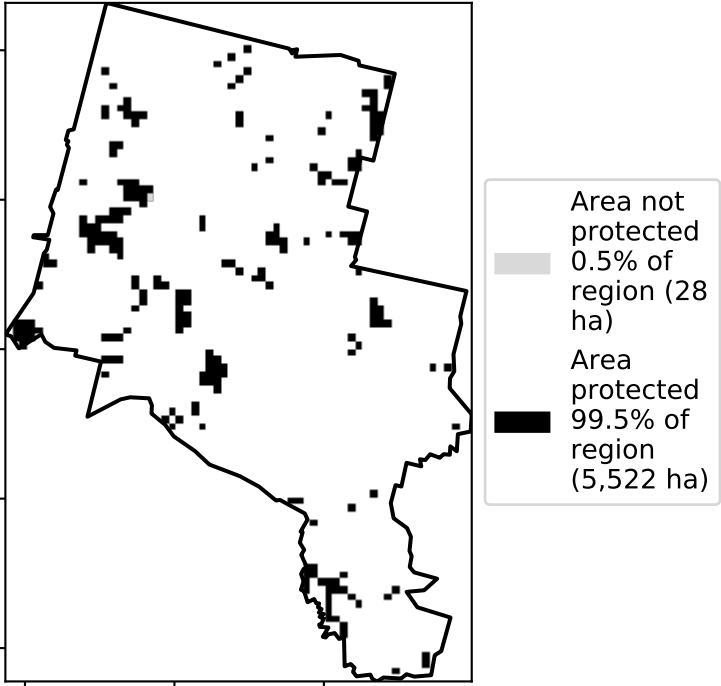 Area not
protected
0.5% of
region (28
ha)
Area
protected
99.5% of
region
(5,522 ha)